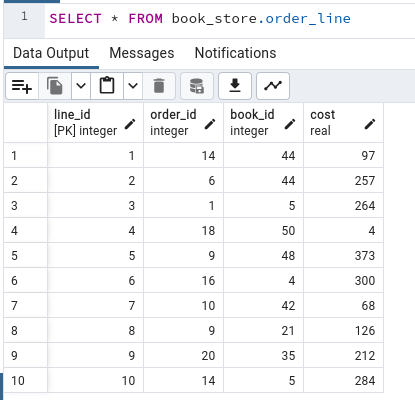 1 SELECT * FROM book_store.order_line
Data Output Messages Notifications
line_id order_id book_id cost
[PK] integer integer integer real
1 1 14 44 97
2 2 6 44 257
3 3 1 5 264
4 4 18 50 4
5 5 9 48 373
6 6 16 4 300
7 7 10 42 68
8 8 9 21 126
9 9 20 35 212
10 10 14 5 284